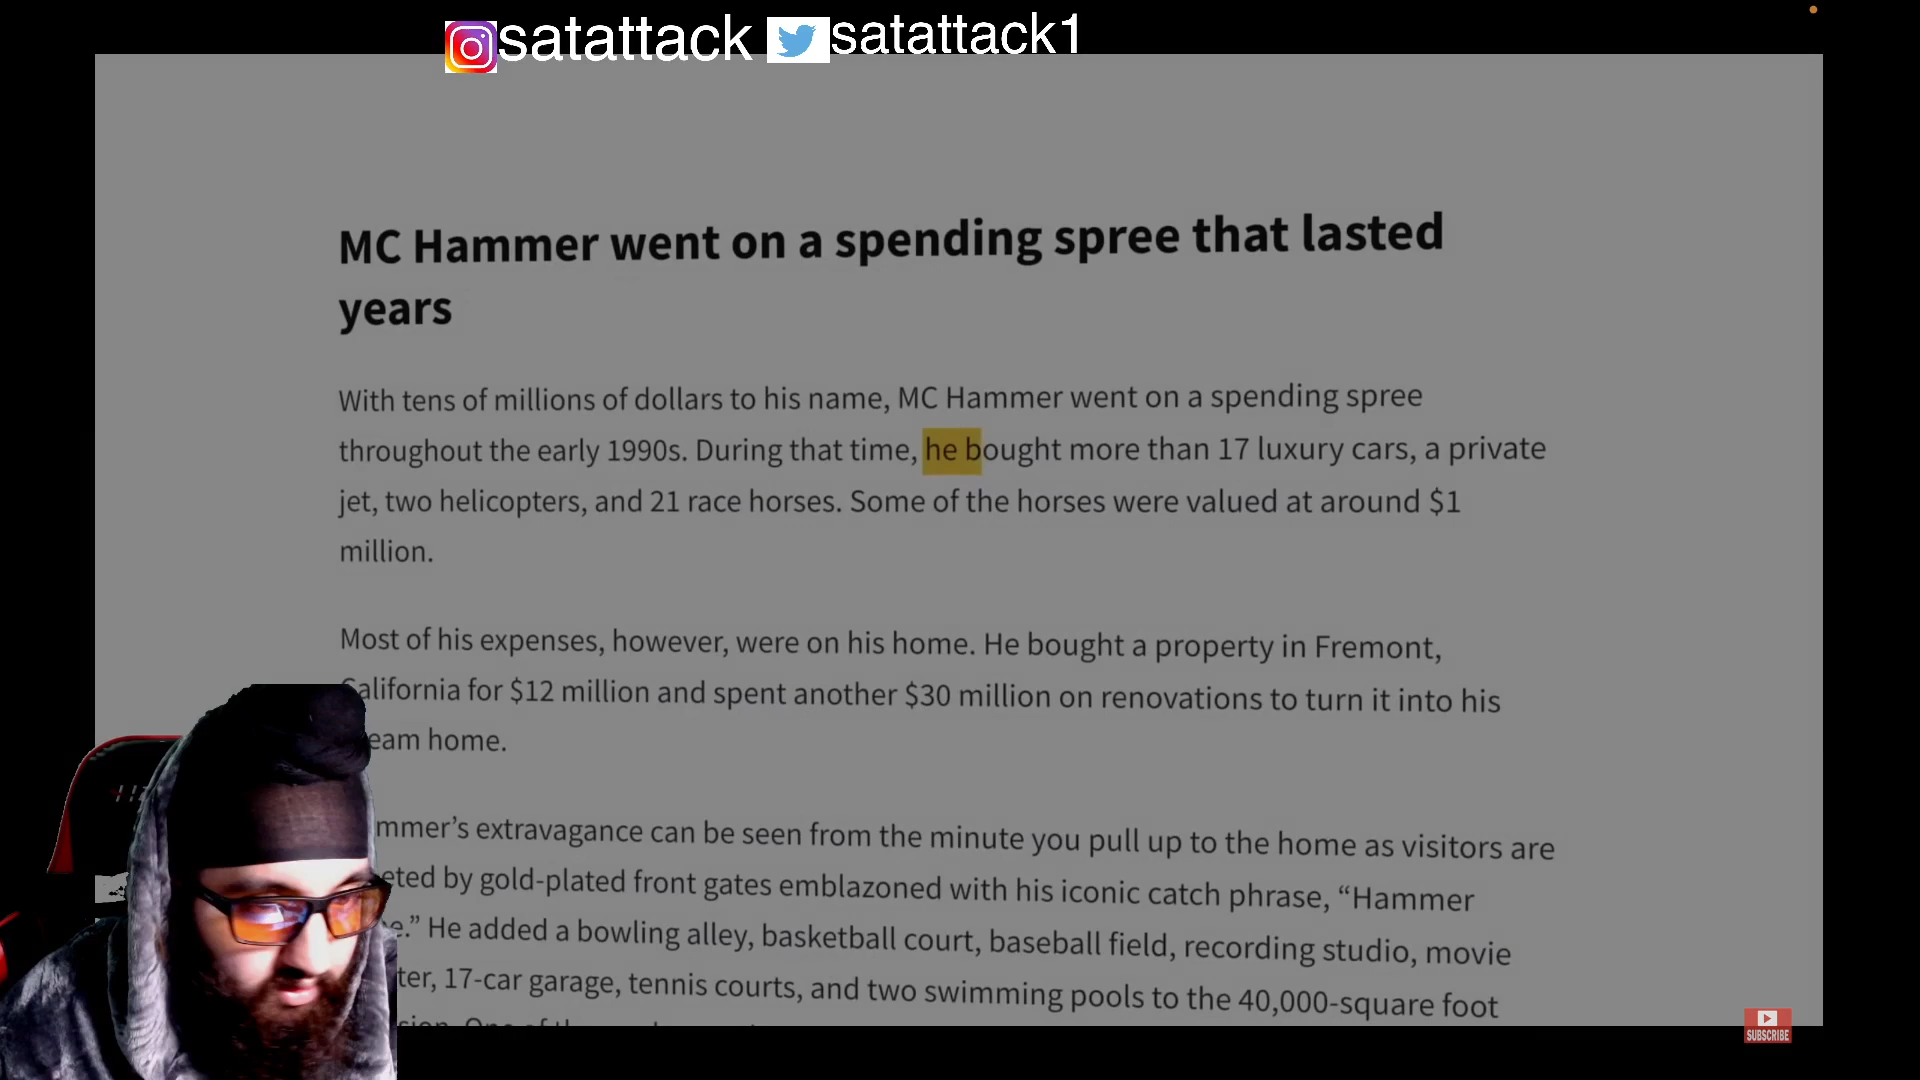 satattack satattack1
MC Hammer went on a spending spree that lasted
years
With tens of millions of dollars to his name, MC Hammer went on a spending spree
throughout the early 1990s. During that time, he bought more than 17 luxury cars, a private
jet, two helicopters, and 21 race horses. Some of the horses were valued at around $1
million.
Most of his expenses, however, were on his home. He bought a property in Fremont,
California for $12 million and spent another $30 million on renovations to turn it into his
eam home.
mmer’s extravagance can be seen from the minute you pull up to the home as visitors are
eted by gold-plated front gates emblazoned with his iconic catch phrase, “Hammer
e.” He added a bowling alley, basketball court, baseball field, recording studio, movie
ter, 17-car garage, tennis courts, and two swimming pools to the 40,000-square foot
SUBSCRIBE